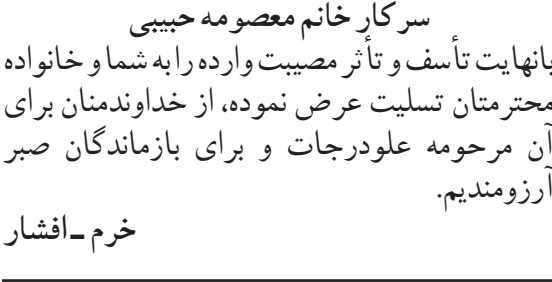 سرکار خانم معصومه حبیبی
بانهایت تأسف و تأثر مصیبت وارده را به شما و خانواده
محترمتان تسلیت عرض نموده، از خداوندمنان برای
آن مرحومه علودرجات و برای بازماندگان صبر
آرزومندیم.
خرم ـ افشار